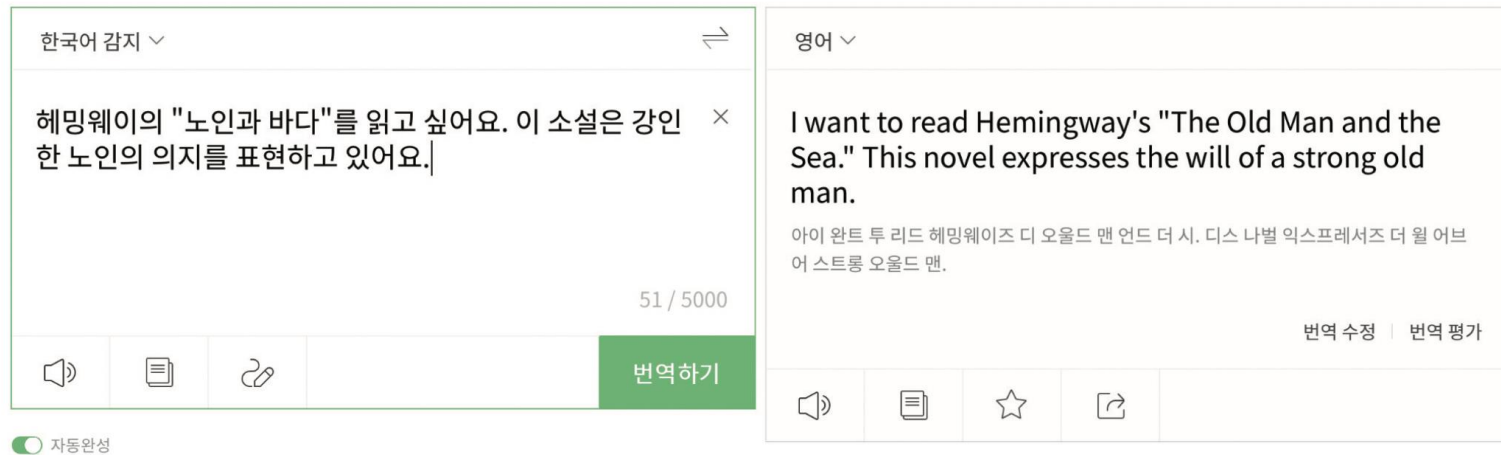 한국어 감지
헤밍웨이의 "노인과 바다"를 읽고 싶어요. 이 소설은 강인
한 노인의 의지를 표현하고 있어요.
51 / 5000
번역하기
자동완성
영어
I want to read Hemingway's "The Old Man and the
Sea." This novel expresses the will of a strong old
man.
아이 완트 투 리드 헤밍웨이즈 디 오울드 맨 언드 더 시. 디스 나벌 익스프레서즈 더 윌 어브
어 스트롱 오울드 맨.
번역 수정 | 번역 평가